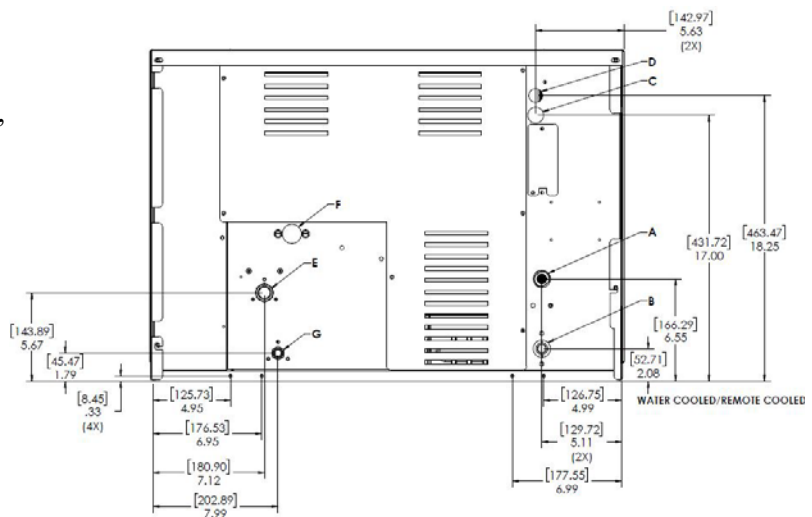 [142.97]
5.63
(2X)
D
C
,
F
[463.47]
18.25
[431.72]
17.00
A
E
[143.89]
5.67
[166.29]
6.55
B
G
[45.47]
1.79
[52.71]
2.08
[8.45]
.33
(4X)
[125.73]
4.95
[126.75]
4.99
WATER COOLED/REMOTE COOLED
[176.53]
6.95
[129.72]
5.11
(2X)
[180.90]
7.12
[177.55]
6.99
[202.89]
7.99